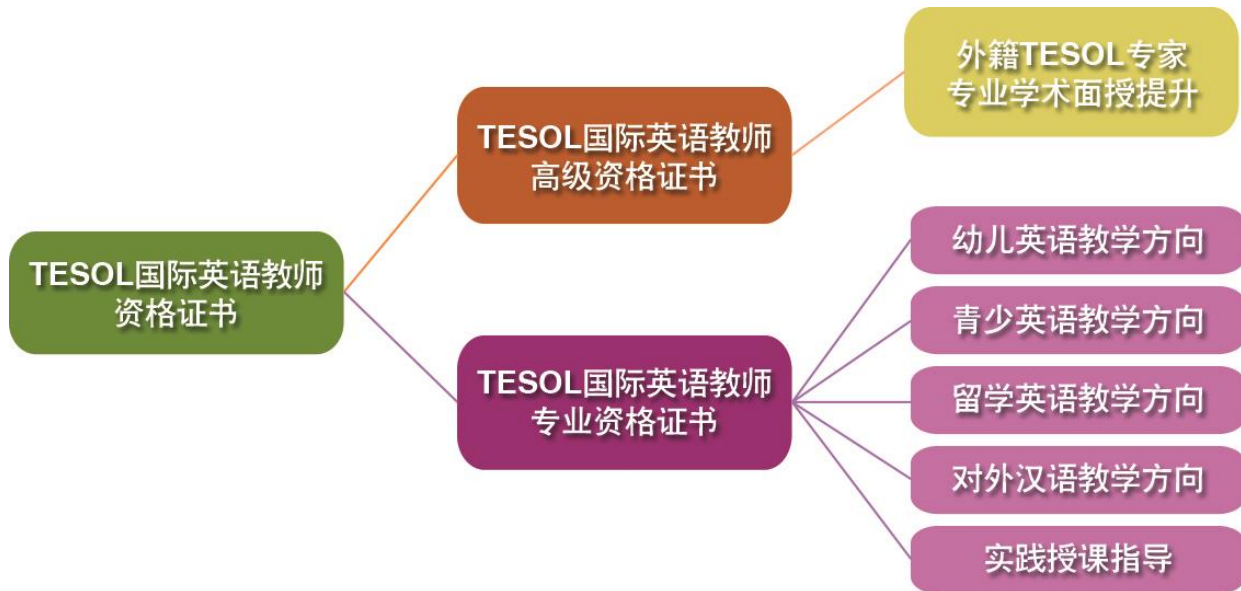 外籍TESOL专家
专业学术面授提升
TESOL国际英语教师
高级资格证书
TESOL国际英语教师
资格证书
TESOL国际英语教师
专业资格证书
幼儿英语教学方向
青少英语教学方向
留学英语教学方向
对外汉语教学方向
实践授课指导